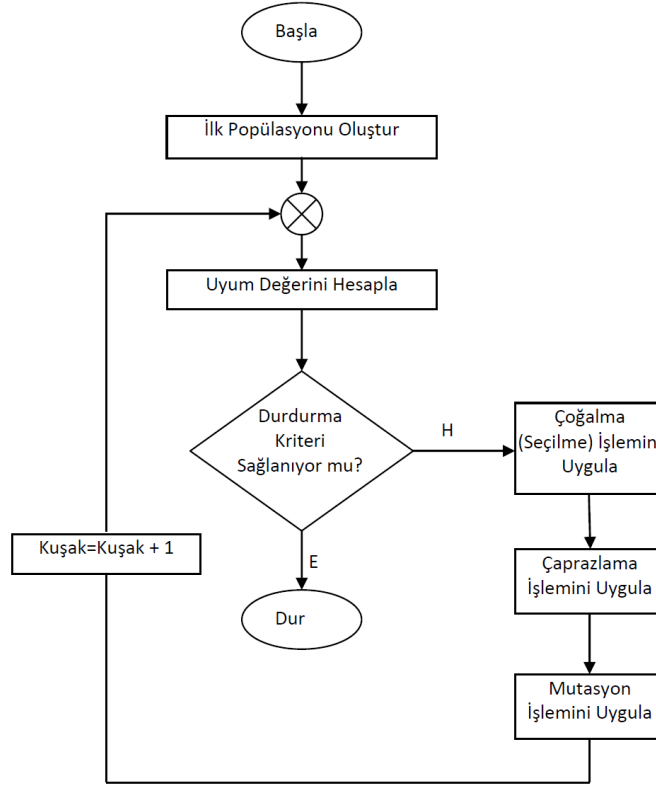 Başla
İlk Popülasyonu Oluştur
Uyum Değerini Hesapla
Durdurma
Kriteri
Sağlanıyor mu?
H
Çoğalma
(Seçilme) İşlemin
Uygula
Kuşak=Kuşak + 1
E
Çaprazlama
İşlemini Uygula
Dur
Mutasyon
İşlemini Uygula